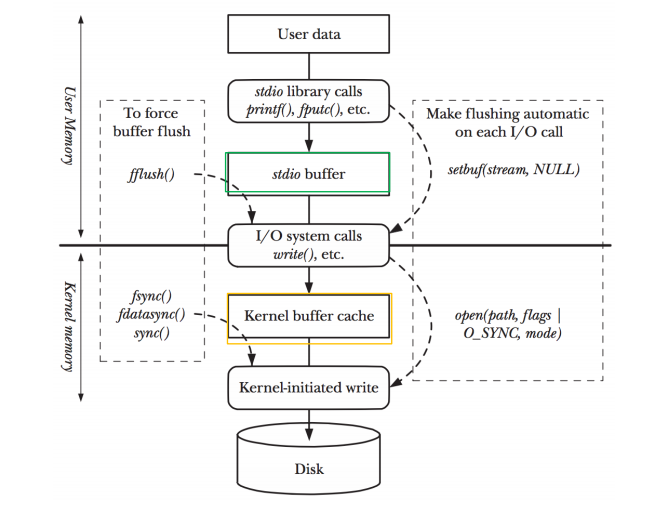 User data
User Memory
stdio library calls
printf(), fputc(), etc.
To force
buffer flush
Make flushing automatic
on each I/O call
fflush()
stdio buffer
setbuf(stream, NULL)
I/O system calls
write(), etc.
Kernel memory
fsync()
fdatasync()
sync()
Kernel buffer cache
open(path, flags |
O_SYNC, mode)
Kernel-initiated write
Disk